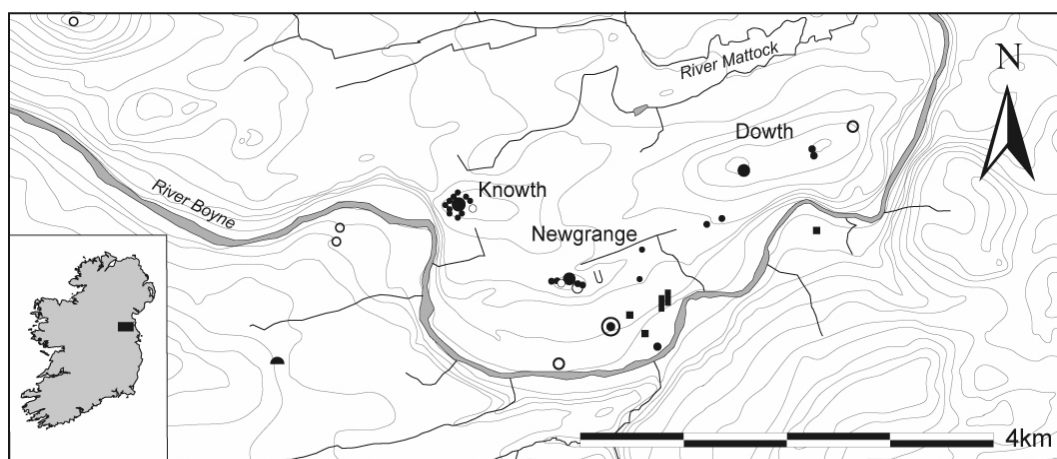 River Mattock
N
Dowth
Knowth
River Boyne
Newgrange
4km